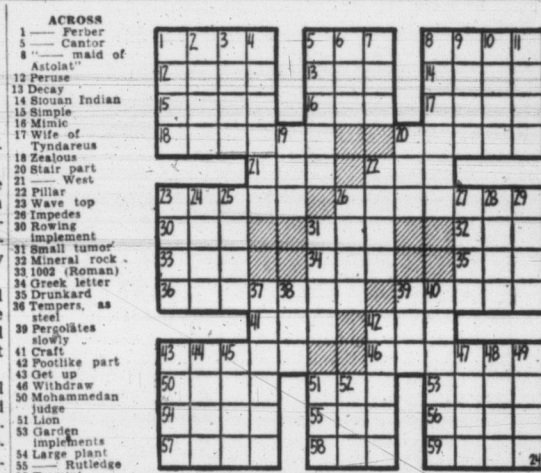 ACROSS
1 —— Ferber
5 —— Cantor
8 "—— maid of
Astolat"
12 Peruse
13 Decay
14 Siouan Indian
15 Simple
16 Mimic
17 Wife of
Tyndareus
18 Zealous
20 Stair part
21 —— West
22 Pillar
23 Wave top
26 Impedes
30 Rowing
implement
31 Small tumor
32 Mineral rock
33 1002 (Roman)
34 Greek letter
35 Drunkard
36 Tempers, as
steel
39 Percolates
slowly
41 Craft
42 Footlike part
43 Get up
46 Withdraw
50 Mohammedan
judge
51 Lion
53 Garden
implements
54 Large plant
55 —— Rutledge
1 2 3 4 5 6 7 8 9 10 11
12 13 14
15 16 17
18 19 20
21 22
23 24 25 26 27 28 29
30 31 32
33 34 35
36 37 38 39 40
41 42
43 44 45 46 47 48 49
50 51 52 53
54 55 56
57 58 59
24